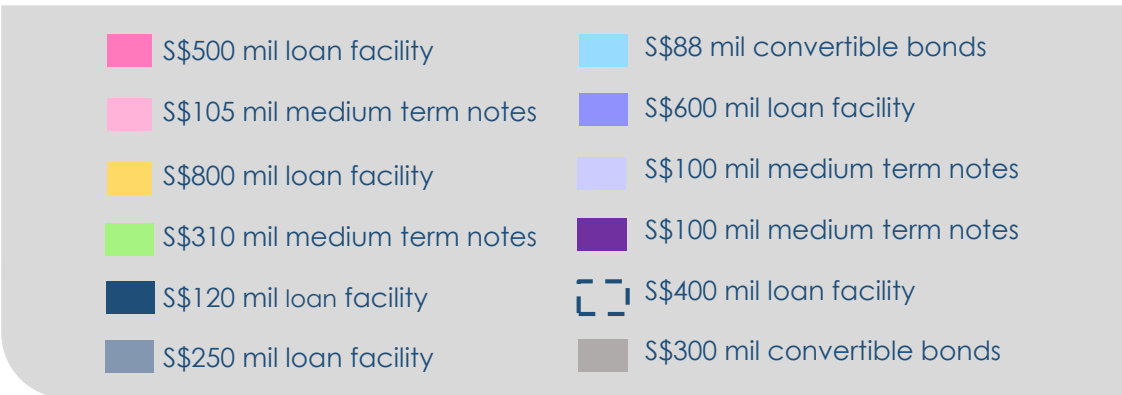 S$500 mil loan facility
S$105 mil medium term notes
S$800 mil loan facility
S$310 mil medium term notes
S$120 mil loan facility
S$250 mil loan facility
S$88 mil convertible bonds
S$600 mil loan facility
S$100 mil medium term notes
S$100 mil medium term notes
S$400 mil loan facility
S$300 mil convertible bonds